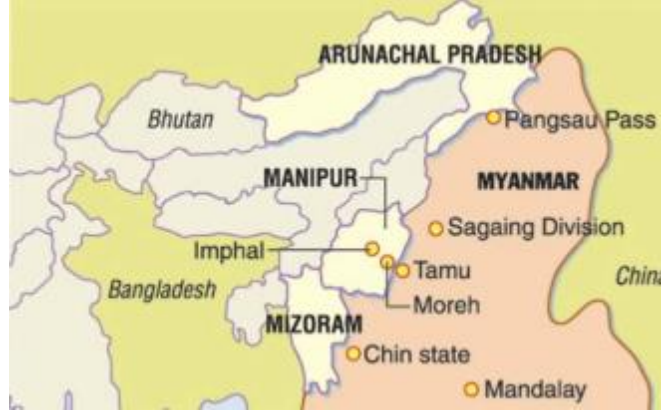 ARUNACHAL PRADESH
Bhutan
Pangsau Pass
MANIPUR
MYANMAR
Sagaing Division
Imphal
Tamu
China
Bangladesh
Moreh
MIZORAM
Chin state
Mandalay